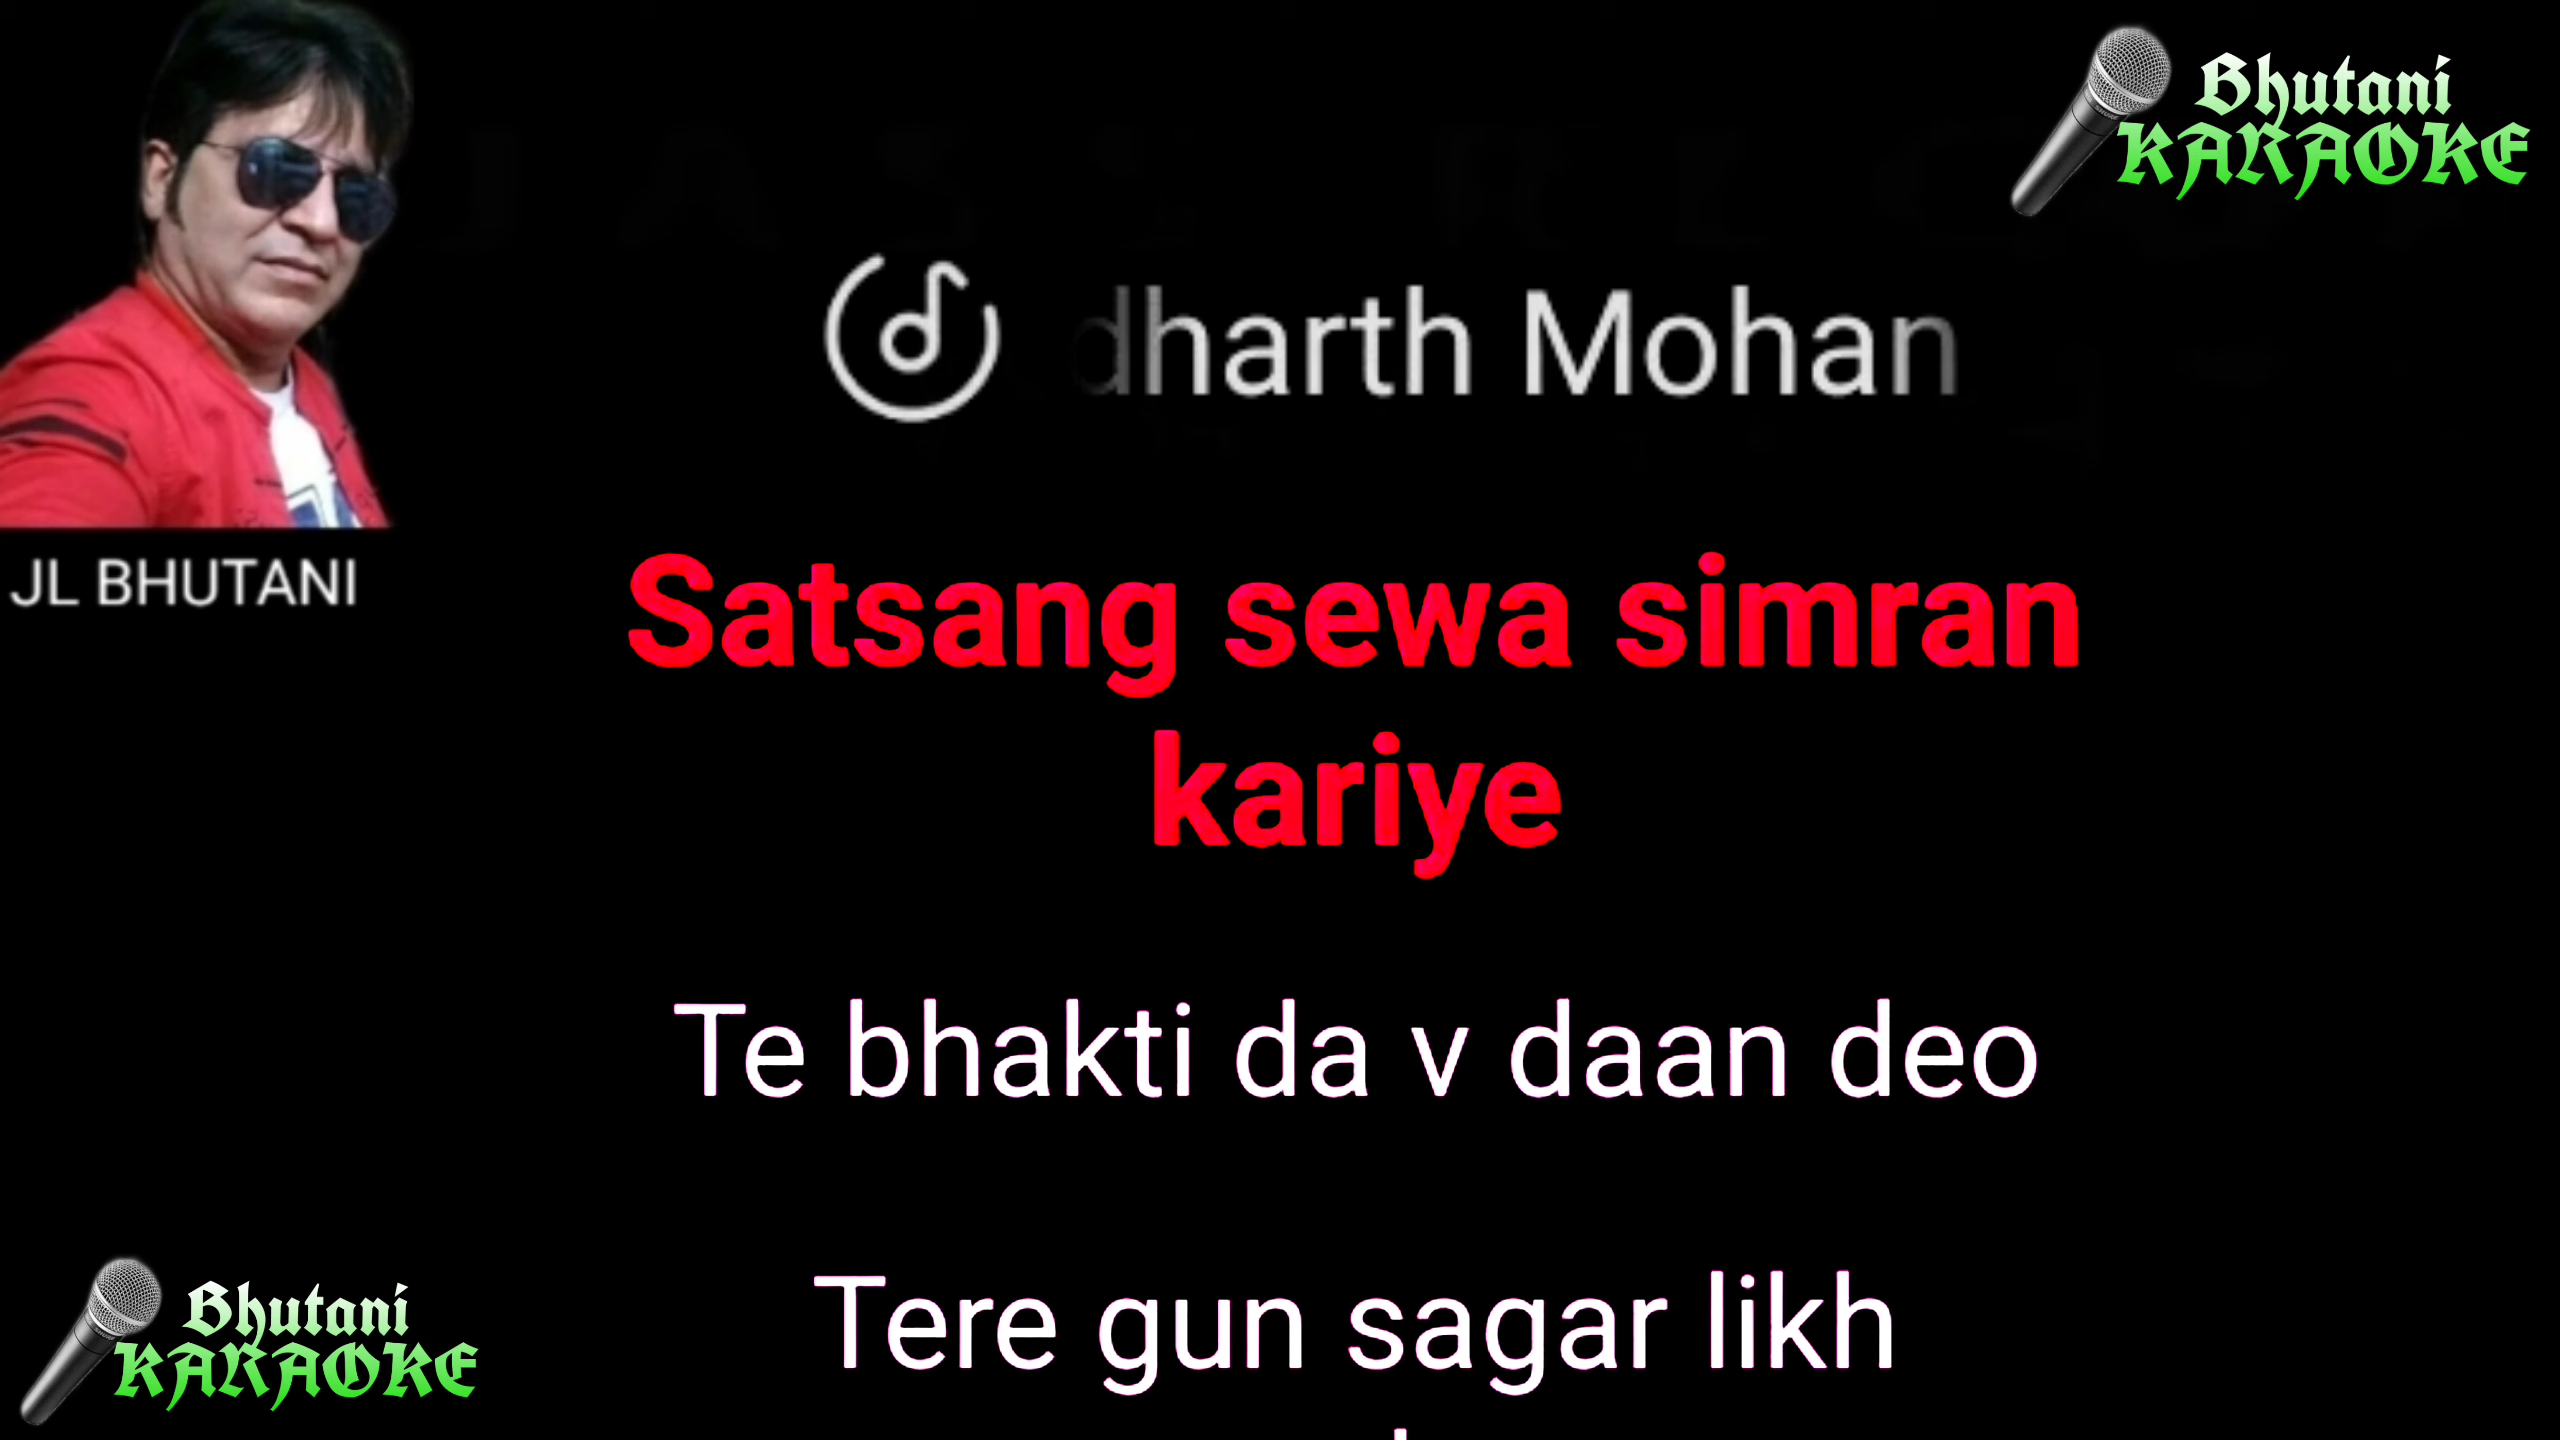 Bhutani
KARAOKE
dharth Mohan
JL BHUTANI
Satsang sewa simran
kariye
Te bhakti da v daan deo
Tere gun sagar likh
Bhutani
KARAOKE